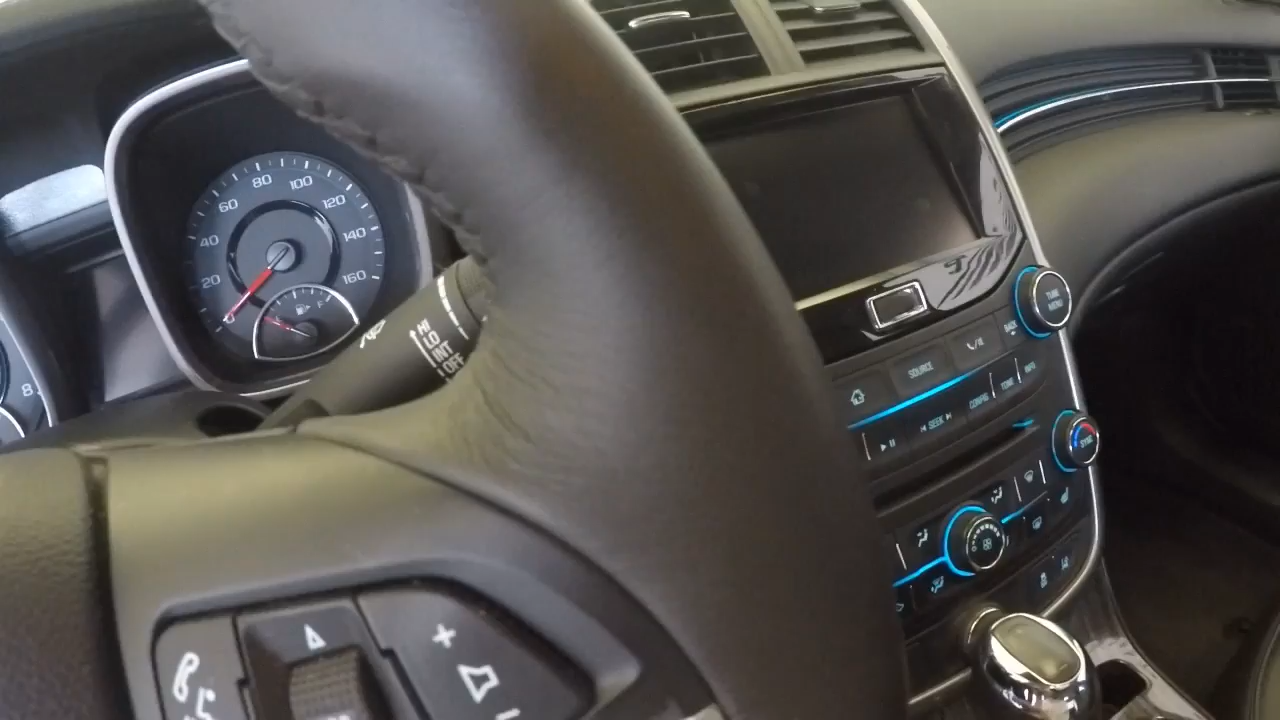 80 100
60 120
40 140
20 160
F
8
HI
LO
INT
OFF
TUNE
MENU
BACK
SOURCE
INFO
TONE
CONFIG
SEEK
SYNC
+
-